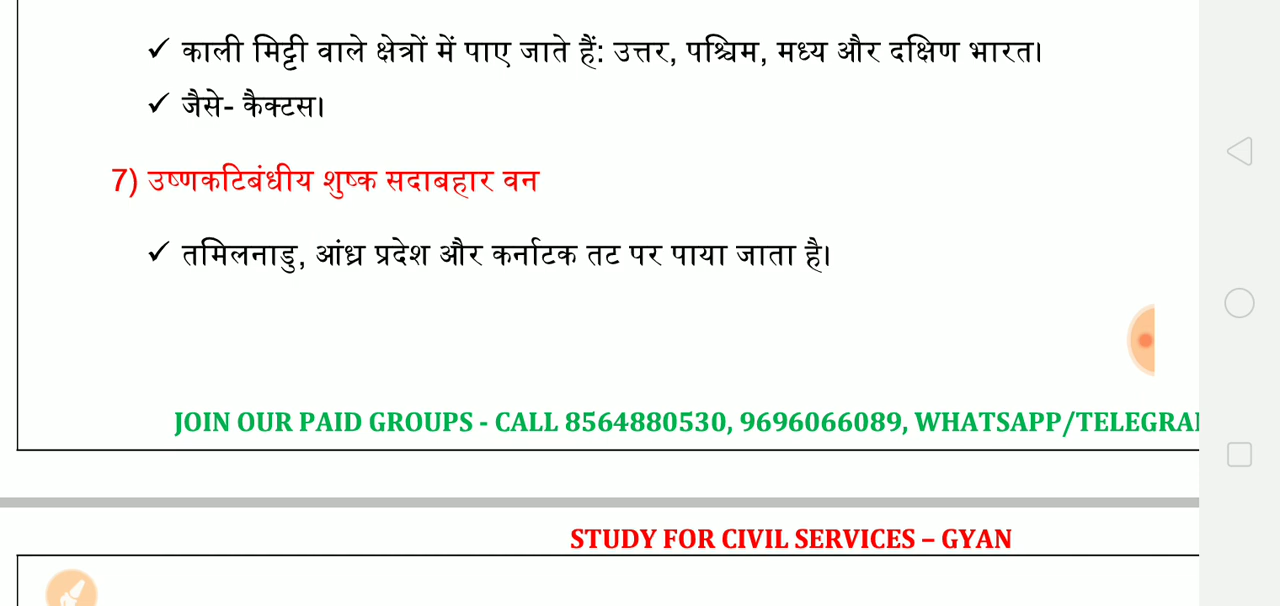 ✓ काली मिट्टी वाले क्षेत्रों में पाए जाते हैं: उत्तर, पश्चिम, मध्य और दक्षिण भारत।
✓ जैसे- कैक्टस।
7) उष्णकटिबंधीय शुष्क सदाबहार वन
✓ तमिलनाडु, आंध्र प्रदेश और कर्नाटक तट पर पाया जाता है।
JOIN OUR PAID GROUPS - CALL 8564880530, 9696066089, WHATSAPP/TELEGRA
STUDY FOR CIVIL SERVICES – GYAN